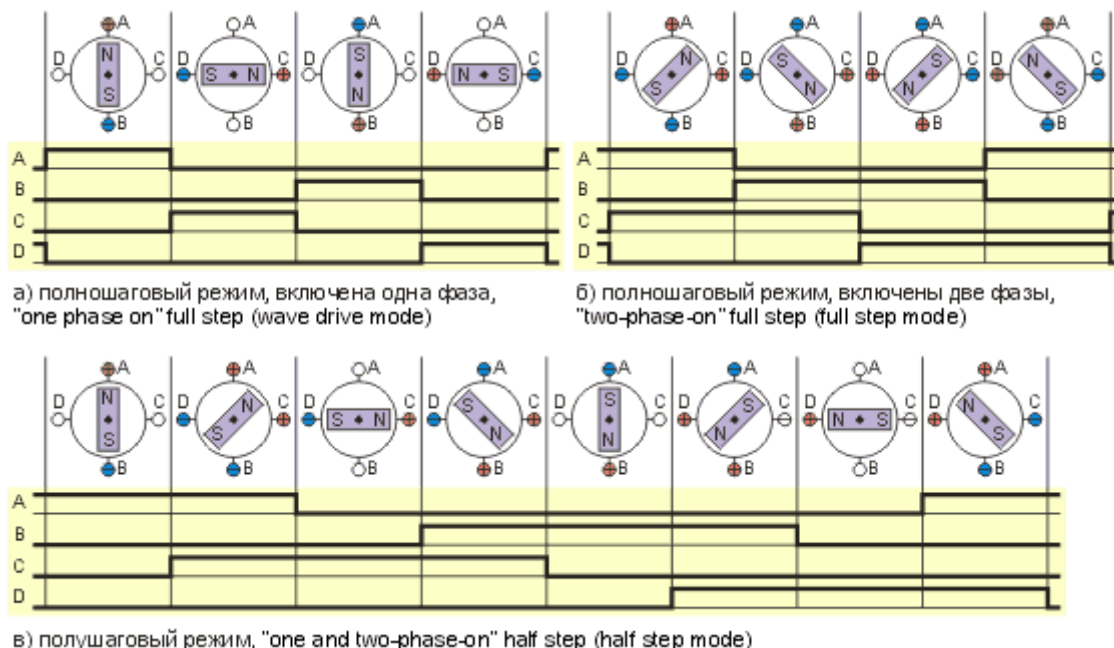 A A A A A A A A
D N C D C D S C D C D N C D S C D S C D N C
S S N N N S S N N S
B B B B B B B B
A A
B B
C C
D D
а) полношаговый режим, включена одна фаза, б) полношаговый режим, включены две фазы,
"one phase on" full step (wave drive mode) "two-phase-on" full step (full step mode)
A A A A A A A A
D N C D N C D C D S C D S C D S C D C D N C
S S S N N N N N S S
B B B B B B B B
A
B
C
D
в) полушаговый режим, "one and two-phase-on" half step (half step mode)